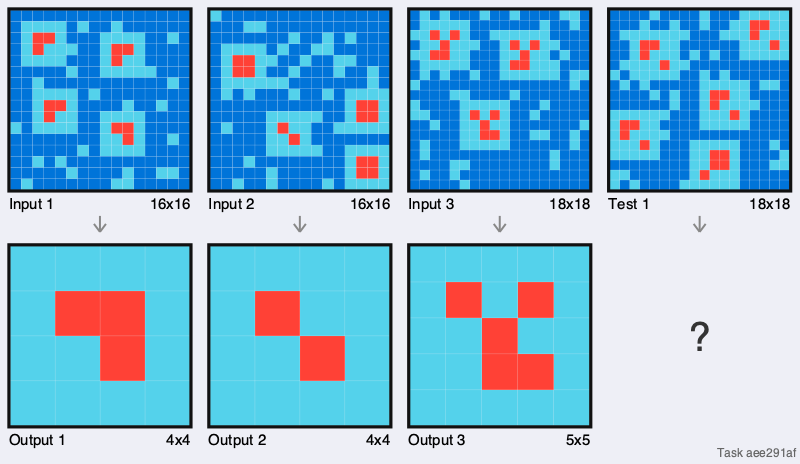 Input 1 16x16
Input 2 16x16
Input 3 18x18
Test 1 18x18
?
Output 1 4x4
Output 2 4x4
Output 3 5x5
Task aee291af